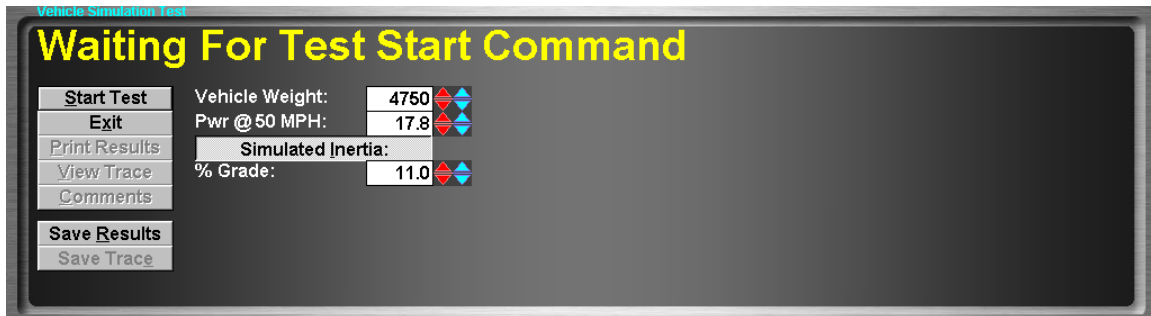 Vehicle Simulation Test
Waiting For Test Start Command
Start Test
Vehicle Weight: 4750
Exit
Pwr @ 50 MPH: 17.8
Print Results
Simulated Inertia:
View Trace
% Grade: 11.0
Comments
Save Results
Save Trace